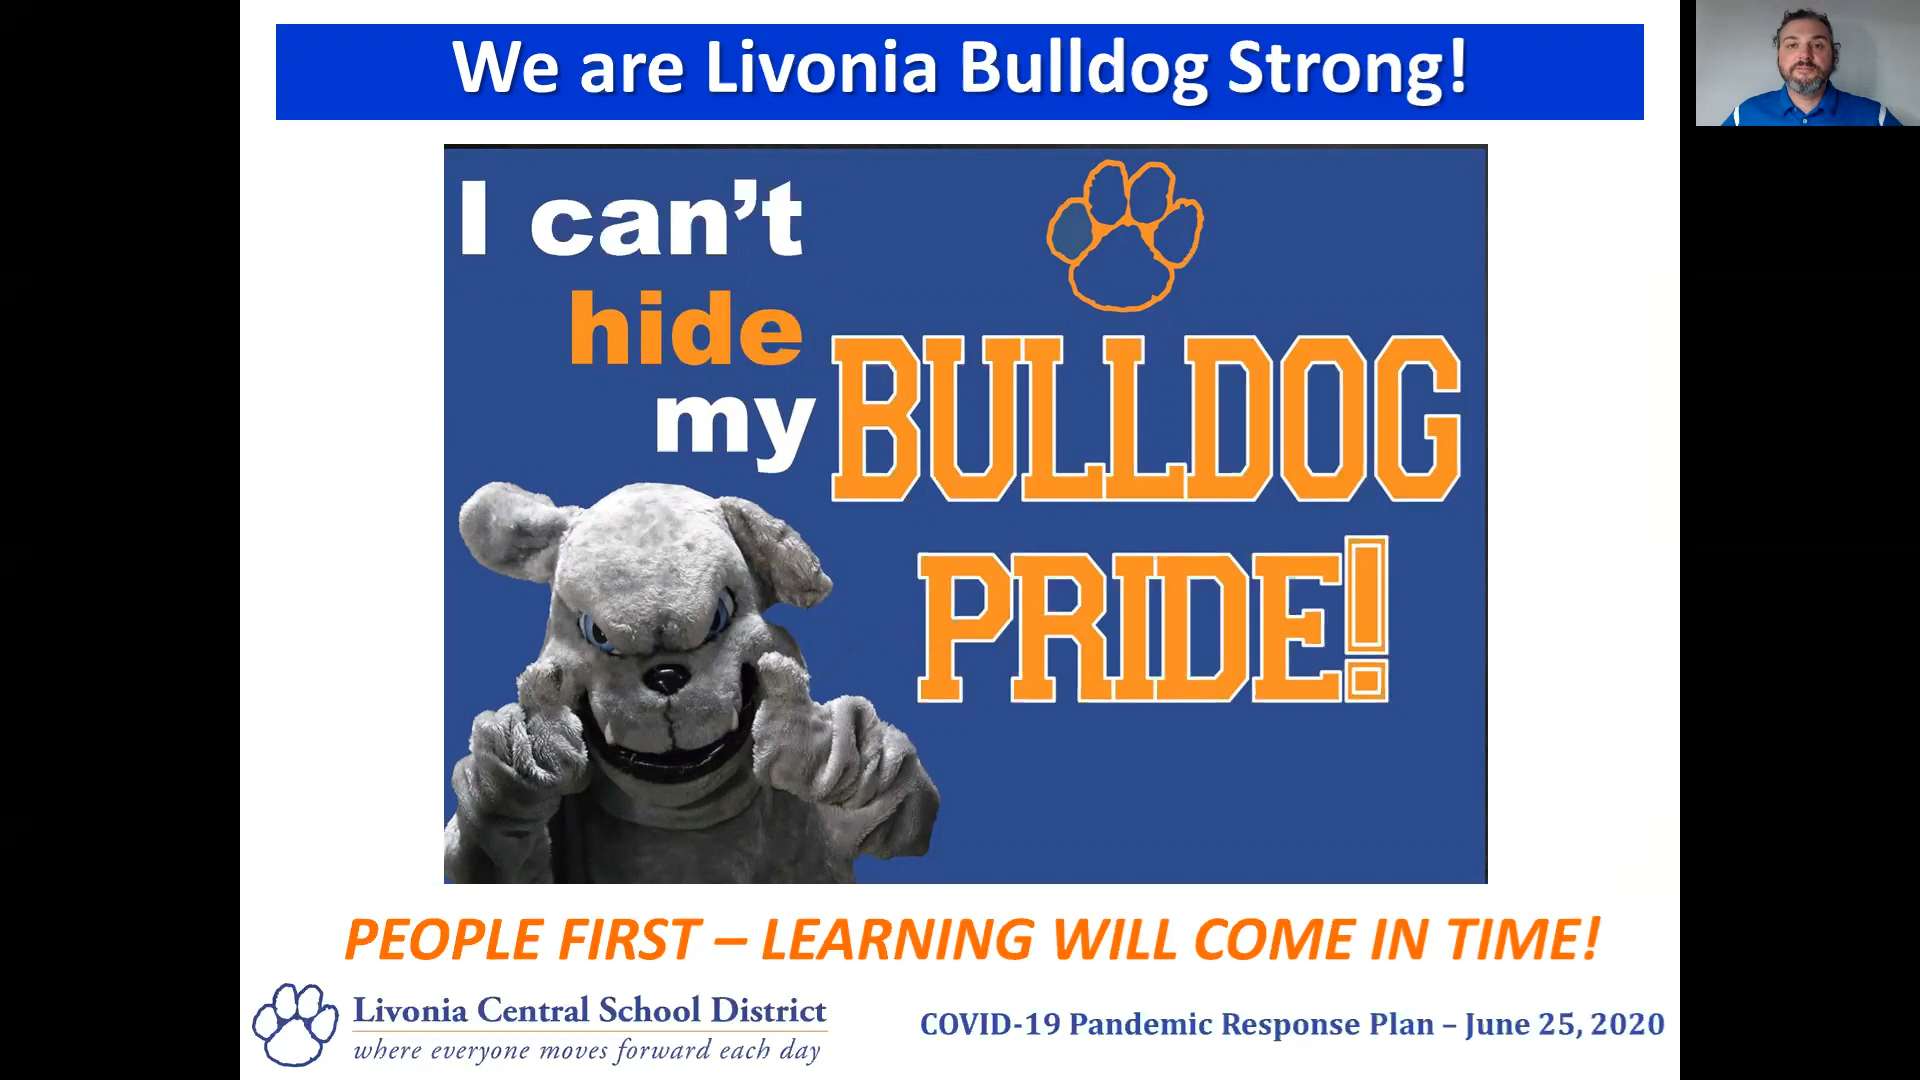 We are Livonia Bulldog Strong!
I can't
hide
my
BULLDOG
PRIDE!
PEOPLE FIRST – LEARNING WILL COME IN TIME!
Livonia Central School District
where everyone moves forward each day
COVID-19 Pandemic Response Plan – June 25, 2020